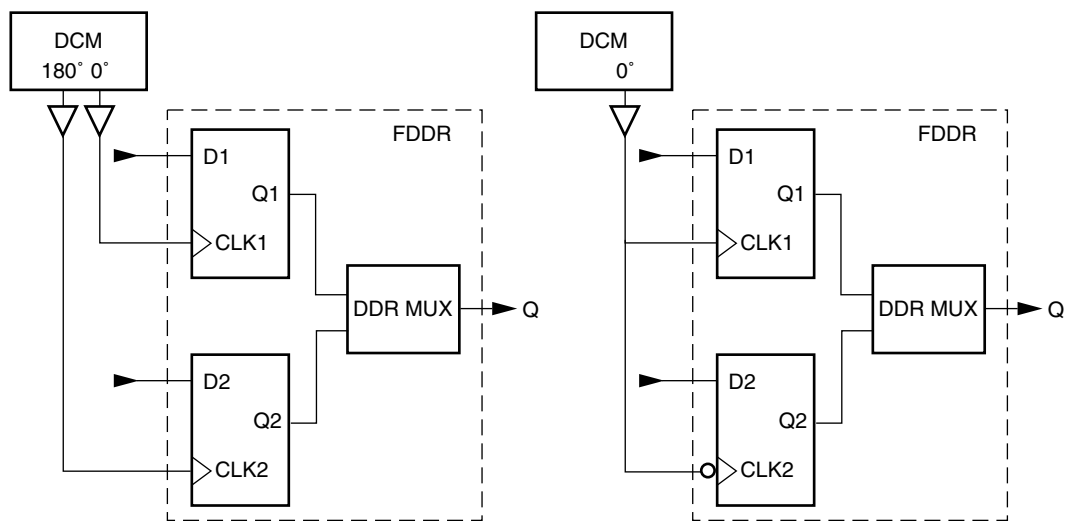 DCM
180° 0°
FDDR
D1
Q1
CLK1
DDR MUX
Q
D2
Q2
CLK2
DCM
0°
FDDR
D1
Q1
CLK1
DDR MUX
Q
D2
Q2
CLK2